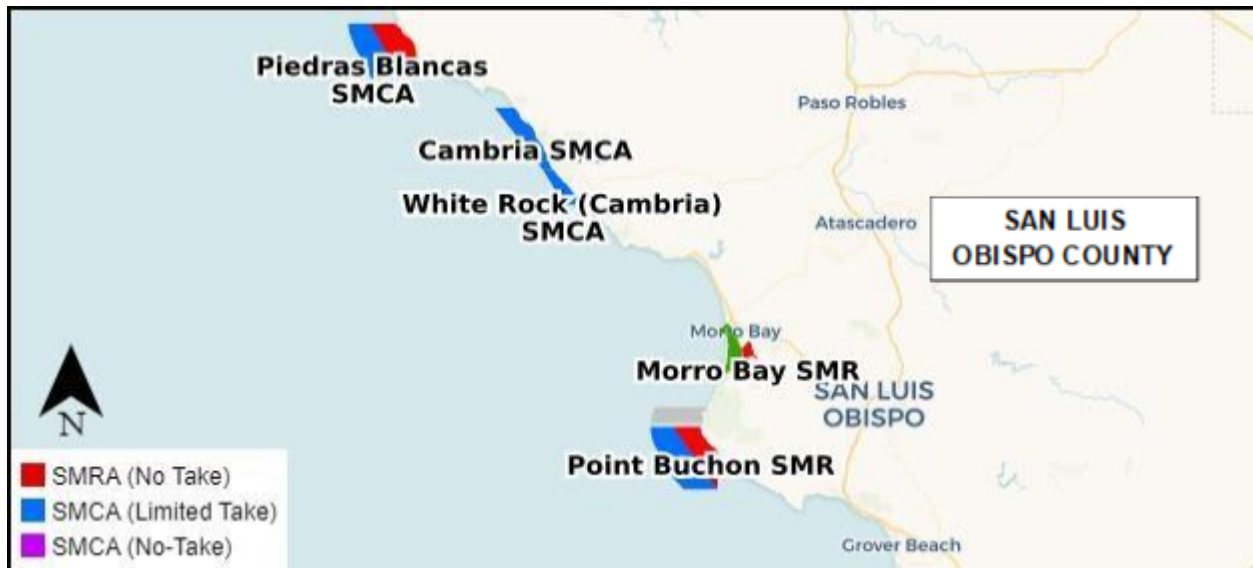 Piedras Blancas
SMCA
Paso Robles
Cambria SMCA
White Rock (Cambria)
SMCA
Atascadero
SAN LUIS
OBISPO COUNTY
Morro Bay
Morro Bay SMR
SAN LUIS
OBISPO
N
Point Buchon SMR
SMRA (No Take)
SMCA (Limited Take)
SMCA (No-Take)
Grover Beach